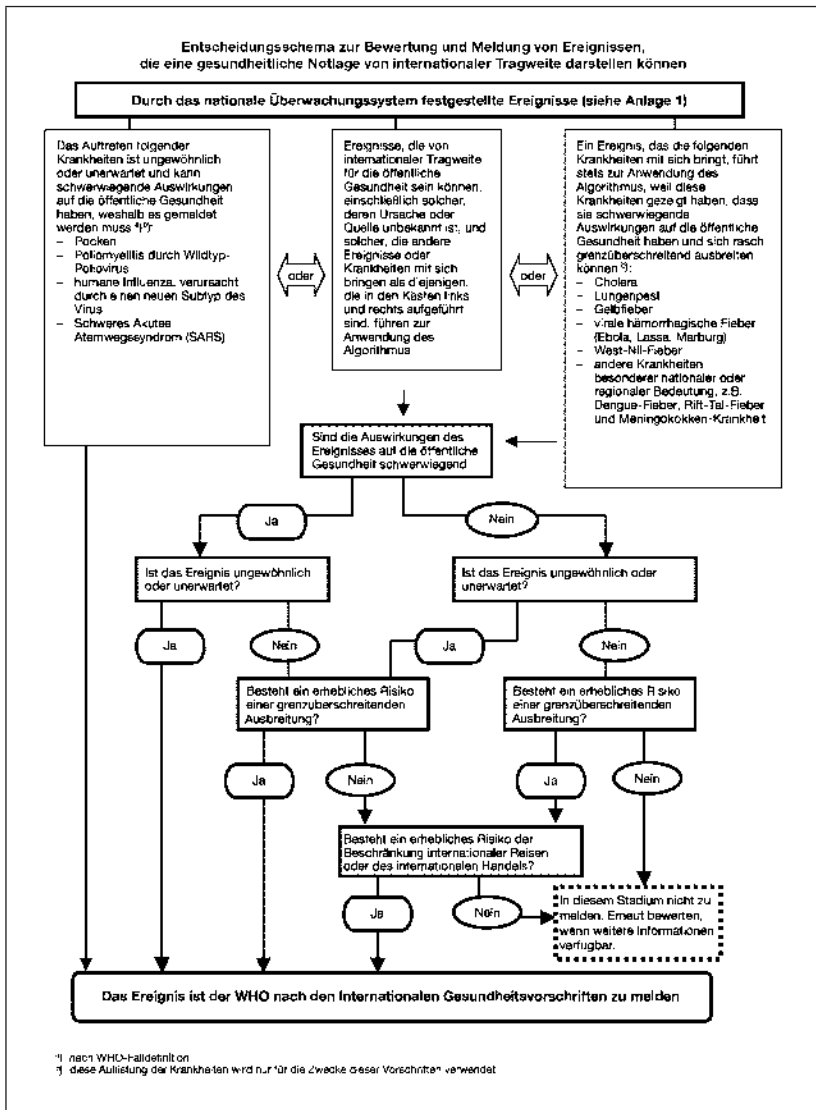 Entscheidungsschema zur Bewertung und Meldung von Ereignissen,
die eine gesundheitliche Notlage von internationaler Tragweite darstellen können
Durch das nationale Überwachungssystem festgestellte Ereignisse (siehe Anlage 1)
Das Auftreten folgender
Krankheiten ist ungewöhnlich
oder unerwartet und kann
schwerwiegende Auswirkungen
auf die öffentliche Gesundheit
haben, weshalb es gemeldet
werden muss
– Pocken
– Poliomyelitis durch Wildtyp-
Poliovirus
– humane Influenza, verursacht
durch einen neuen Subtyp des
Virus
– Schweres Akutes
Atemwegssyndrom (SARS)
oder
Ereignisse, die von
internationaler Tragweite
für die öffentliche
Gesundheit sein können,
einschließlich solcher,
deren Ursache oder
Quelle unbekannt ist, und
solcher, die andere
Ereignisse oder
Krankheiten mit sich
bringen als diejenigen,
die in den Kästen links
und rechts aufgeführt
sind, führen zur
Anwendung des
Algorithmus
oder
Ein Ereignis, das die folgenden
Krankheiten mit sich bringt, führt
stets zur Anwendung des
Algorithmus, weil diese
Krankheiten gezeigt haben, dass
sie schwerwiegende
Auswirkungen auf die öffentliche
Gesundheit haben und sich rasch
grenzüberschreitend ausbreiten
können
– Cholera
– Lungenpest
– Gelbfieber
– virale hämorrhagische Fieber
(Ebola, Lassa, Marburg)
– West-Nil-Fieber
– andere Krankheiten
besonderer nationaler oder
regionaler Bedeutung, z.B.
Dengue-Fieber, Rift-Tal-Fieber
und Meningokokken-Krankheit
Sind die Auswirkungen des
Ereignisses auf die öffentliche
Gesundheit schwerwiegend
Ja
Nein
Ist das Ereignis ungewöhnlich
oder unerwartet?
Ist das Ereignis ungewöhnlich oder
unerwartet?
Ja
Nein
Ja
Nein
Besteht ein erhebliches Risiko
einer grenzüberschreitenden
Ausbreitung?
Besteht ein erhebliches Risiko
einer grenzüberschreitenden
Ausbreitung?
Ja
Nein
Ja
Nein
Besteht ein erhebliches Risiko der
Beschränkung internationaler Reisen
oder des internationalen Handels?
Ja
Nein
In diesem Stadium nicht zu
melden. Erneut bewerten,
wenn weitere Informationen
verfügbar.
Das Ereignis ist der WHO nach den Internationalen Gesundheitsvorschriften zu melden
a) nach WHO-Falldefinition
b) diese Auflistung der Krankheiten wird nur für die Zwecke dieser Vorschriften verwendet